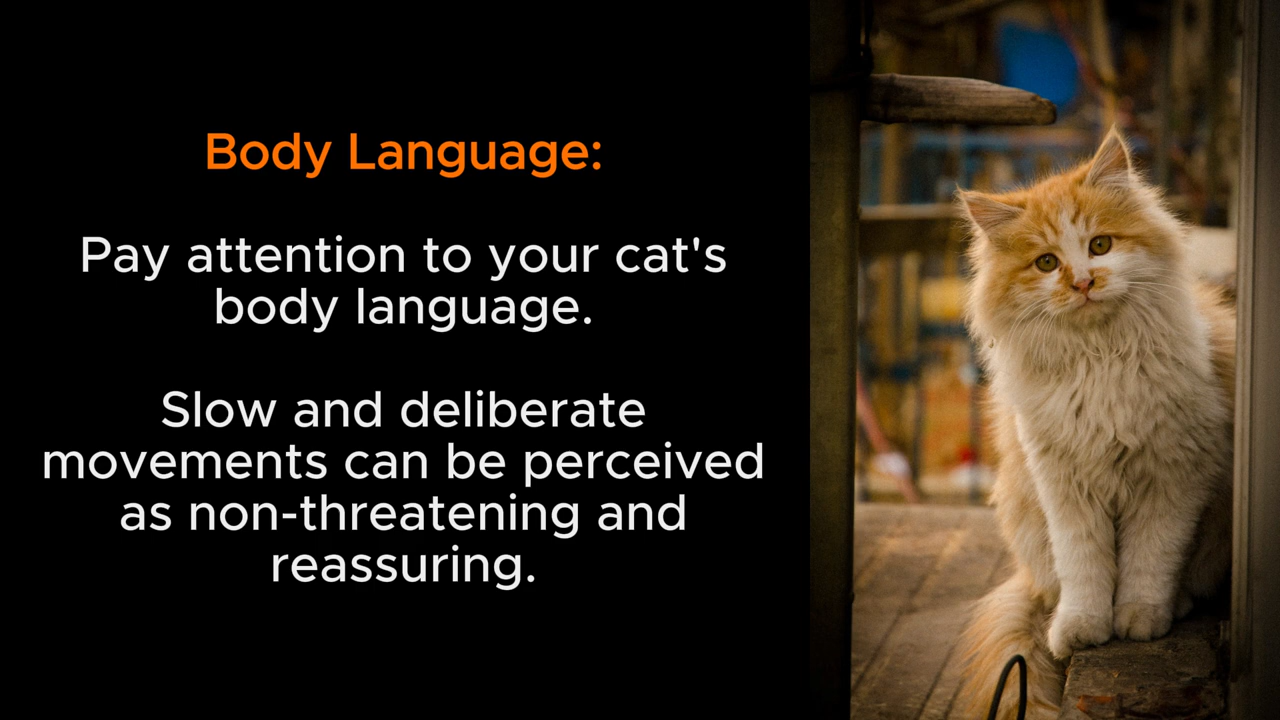 Body Language:
Pay attention to your cat's
body language.
Slow and deliberate
movements can be perceived
as non-threatening and
reassuring.